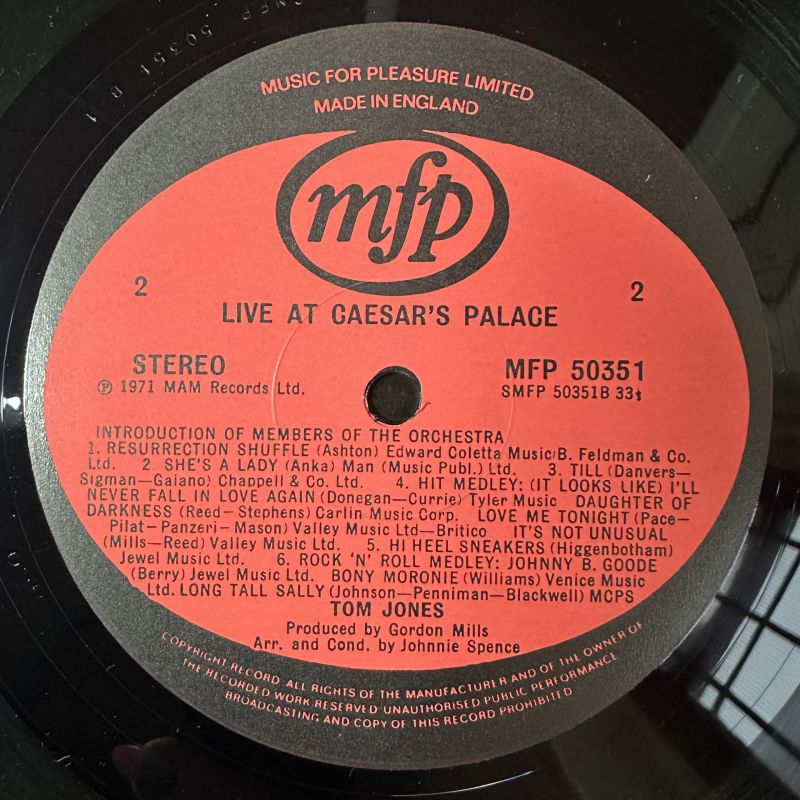 MFP 50351 B 1
MUSIC FOR PLEASURE LIMITED
MADE IN ENGLAND
mfp
2 2
LIVE AT CAESAR'S PALACE
STEREO MFP 50351
Ⓟ 1971 MAM Records Ltd. SMFP 50351B 33⅓
INTRODUCTION OF MEMBERS OF THE ORCHESTRA
1. RESURRECTION SHUFFLE (Ashton) Edward Coletta Music/B. Feldman & Co.
Ltd. 2 SHE'S A LADY (Anka) Man (Music Publ.) Ltd. 3. TILL (Danvers—
Sigman—Gaiano) Chappell & Co. Ltd. 4. HIT MEDLEY: (IT LOOKS LIKE) I'LL
NEVER FALL IN LOVE AGAIN (Donegan—Currie) Tyler Music DAUGHTER OF
DARKNESS (Reed—Stephens) Carlin Music Corp. LOVE ME TONIGHT (Pace—
Pilat—Panzeri—Mason) Valley Music Ltd—Britico IT'S NOT UNUSUAL
(Mills—Reed) Valley Music Ltd. 5. HI HEEL SNEAKERS (Higgenbotham)
Jewel Music Ltd. 6. ROCK 'N' ROLL MEDLEY: JOHNNY B. GOODE
(Berry) Jewel Music Ltd. BONY MORONIE (Williams) Venice Music
Ltd. LONG TALL SALLY (Johnson—Penniman—Blackwell) MCPS
TOM JONES
Produced by Gordon Mills
Arr. and Cond. by Johnnie Spence
COPYRIGHT RECORD ALL RIGHTS OF THE MANUFACTURER AND OF THE OWNER OF
THE RECORDED WORK RESERVED UNAUTHORISED PUBLIC PERFORMANCE
BROADCASTING AND COPY OF THIS RECORD PROHIBITED